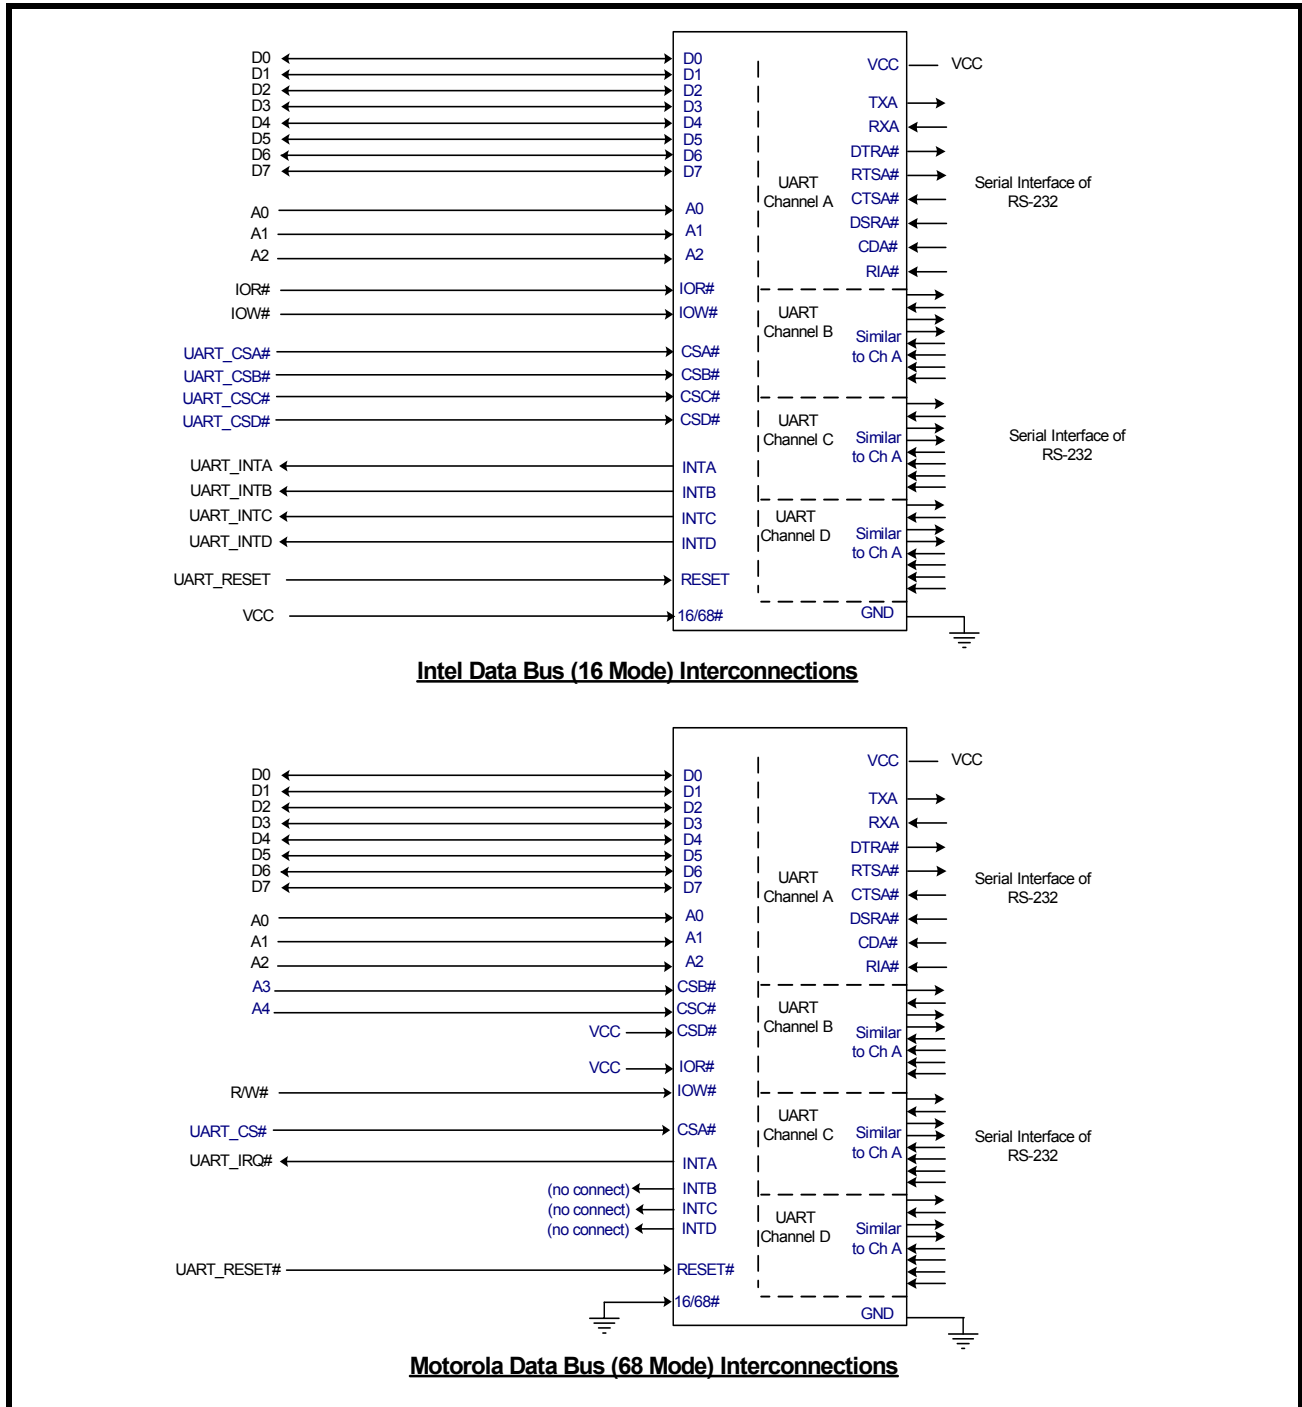 D0 D0 VCC VCC
D1 D1
D2 D2
D3 D3 TXA
D4 D4 RXA
D5 D5
D6 D6 DTRA#
D7 D7 RTSA#
UART
Channel A
Serial Interface of
RS-232
A0 A0 CTSA#
A1 A1 DSRA#
A2 A2 CDA#
RIA#
IOR# IOR#
IOW# IOW#
UART
Channel B
Similar
to Ch A
UART_CSA# CSA#
UART_CSB# CSB#
UART_CSC# CSC#
UART_CSD# CSD#
UART
Channel C
Similar
to Ch A
Serial Interface of
RS-232
UART_INTA INTA
UART_INTB INTB
UART_INTC INTC
UART_INTD INTD
UART
Channel D
Similar
to Ch A
UART_RESET RESET
VCC 16/68# GND
Intel Data Bus (16 Mode) Interconnections
D0 D0 VCC VCC
D1 D1
D2 D2
D3 D3 TXA
D4 D4 RXA
D5 D5
D6 D6 DTRA#
D7 D7 RTSA#
UART
Channel A
Serial Interface of
RS-232
A0 A0 CTSA#
A1 A1 DSRA#
A2 A2 CDA#
RIA#
A3 CSB#
A4 CSC#
VCC CSD#
UART
Channel B
Similar
to Ch A
VCC IOR#
R/W# IOW#
UART_CS# CSA#
UART
Channel C
Similar
to Ch A
Serial Interface of
RS-232
UART_IRQ# INTA
(no connect) INTB
(no connect) INTC
(no connect) INTD
UART
Channel D
Similar
to Ch A
UART_RESET# RESET#
16/68# GND
Motorola Data Bus (68 Mode) Interconnections